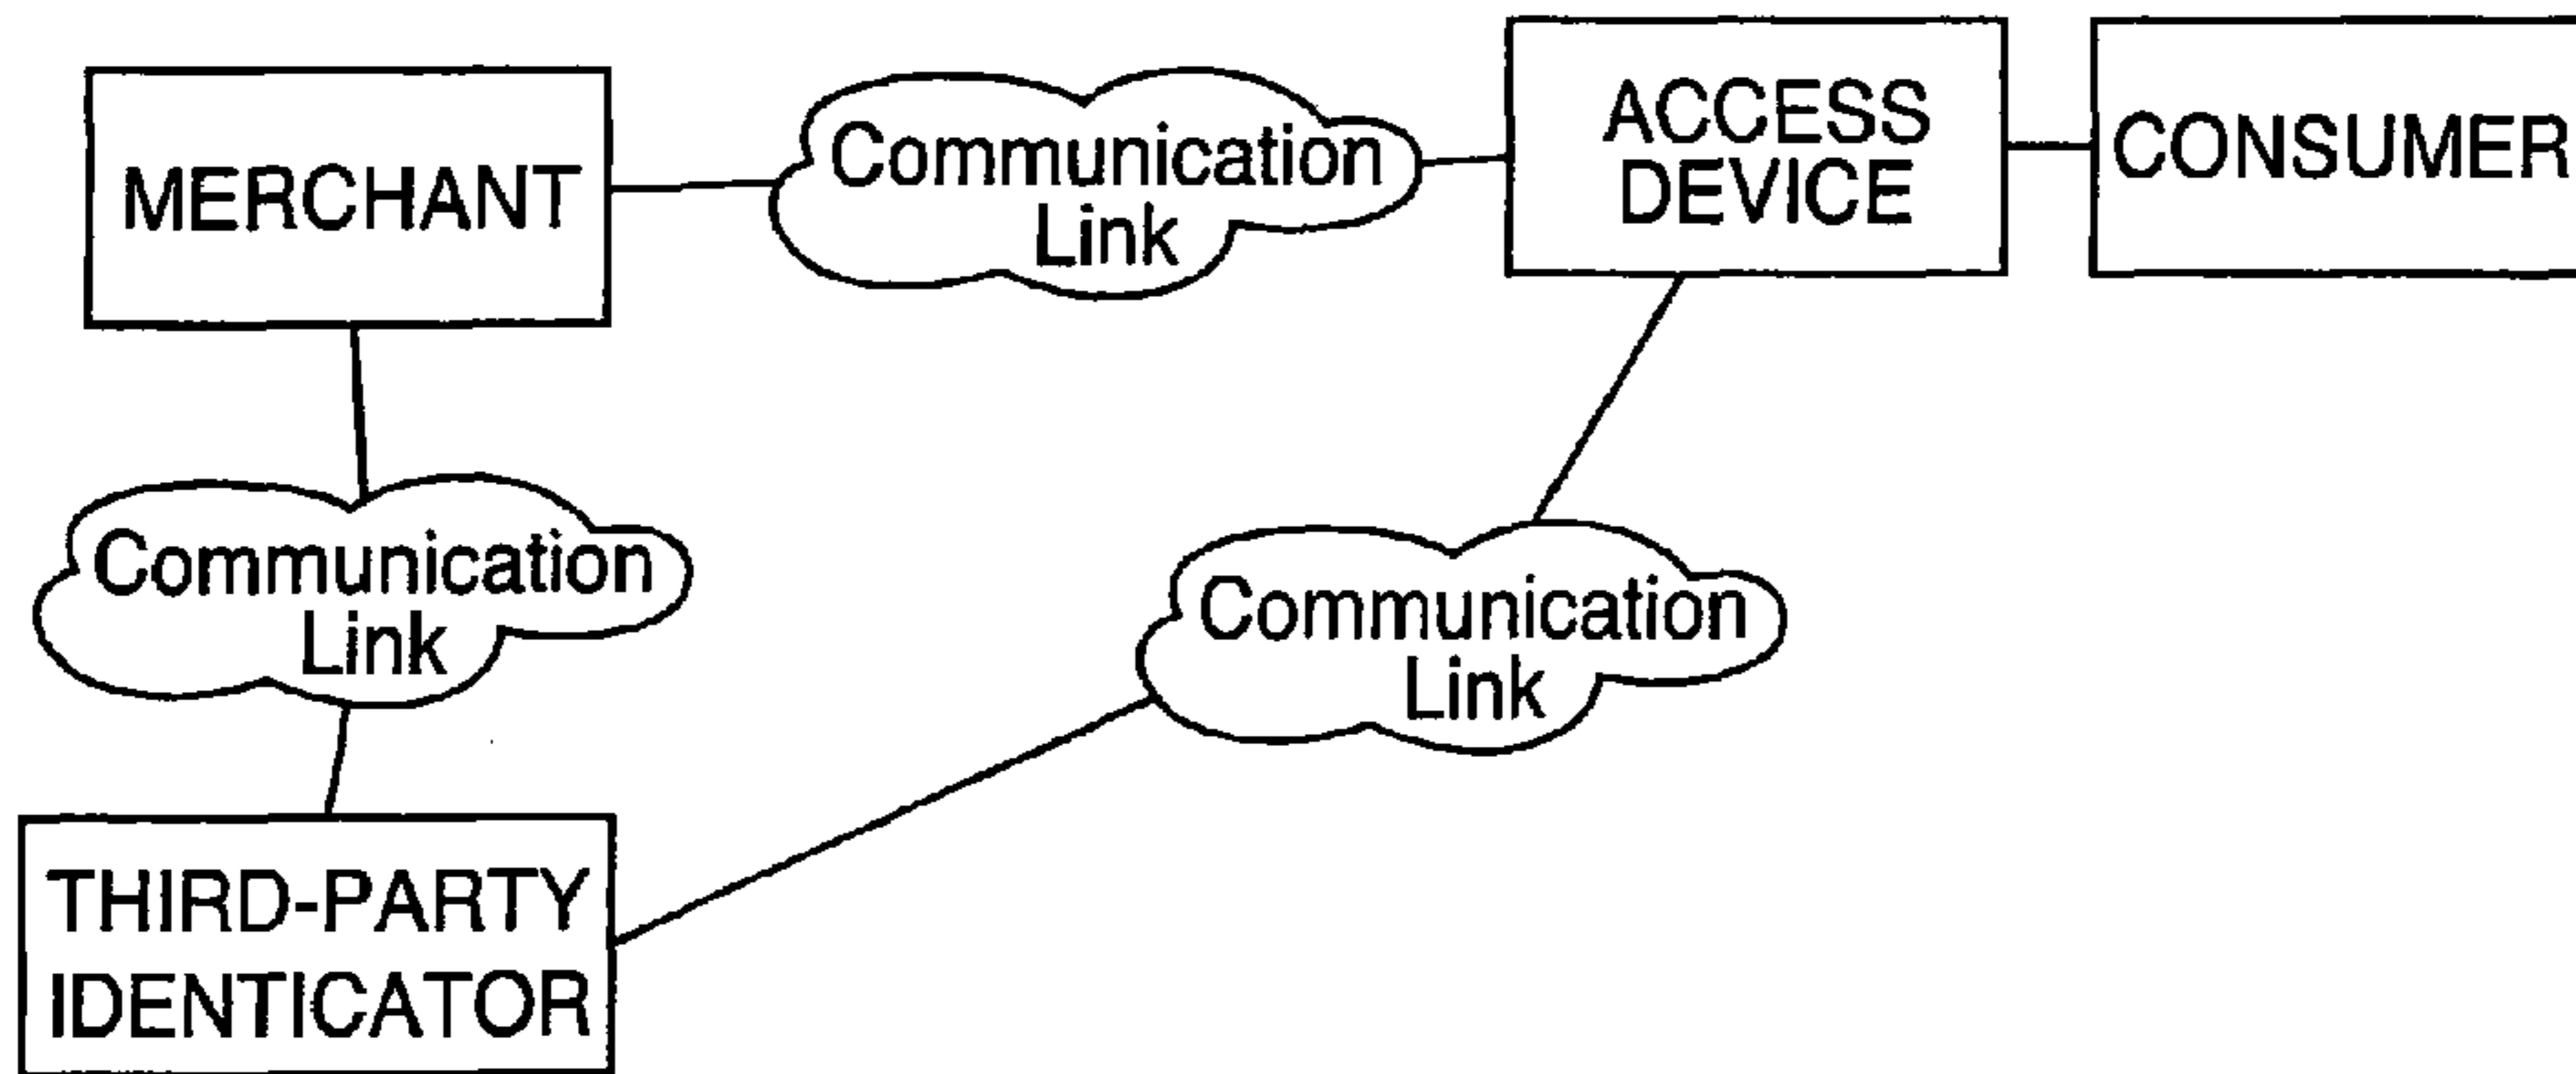 MERCHANT
Communication
Link
ACCESS
DEVICE
CONSUMER
Communication
Link
Communication
Link
THIRD-PARTY
IDENTICATOR